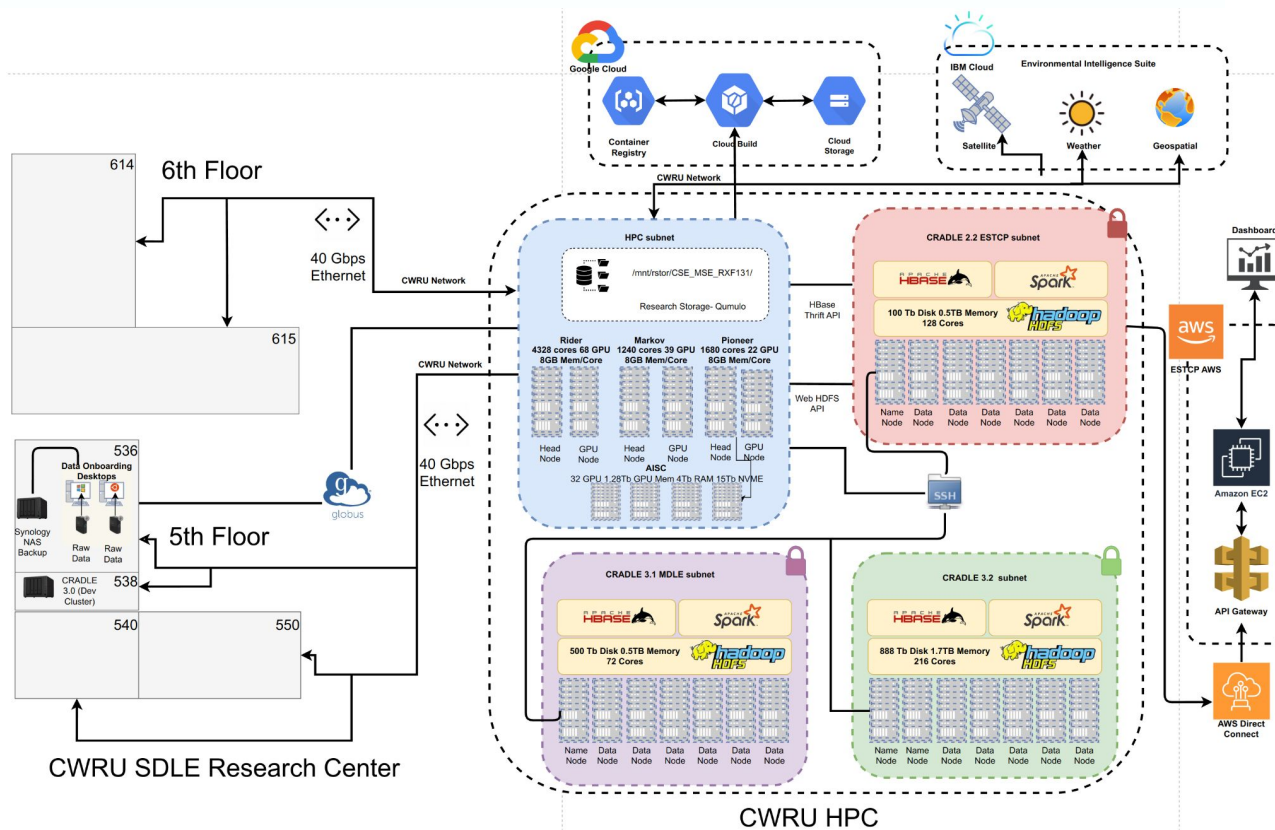 Google Cloud
Container
Registry
Cloud Build
Cloud
Storage
IBM Cloud
Environmental Intelligence Suite
Satellite
Weather
Geospatial
CWRU Network
614
6th Floor
40 Gbps
Ethernet
CWRU Network
615
CWRU Network
40 Gbps
Ethernet
536
Data Onboarding
Desktops
Synology
NAS
Backup
Raw
Data
Raw
Data
g
globus
5th Floor
CRADLE
3.0 (Dev
Cluster)
538
540
550
CWRU SDLE Research Center
HPC subnet
/mnt/rstor/CSE_MSE_RXF131/
Research Storage- Qumulo
Rider
4328 cores 68 GPU
8GB Mem/Core
Markov
1240 cores 39 GPU
8GB Mem/Core
Pioneer
1680 cores 22 GPU
8GB Mem/Core
Head
Node
GPU
Node
Head
Node
GPU
Node
Head
Node
GPU
Node
AISC
32 GPU 1.28Tb GPU Mem 4Tb RAM 15Tb NVME
HBase
Thrift API
Web HDFS
API
SSH
CRADLE 2.2 ESTCP subnet
APACHE
HBASE
APACHE
Spark
100 Tb Disk 0.5TB Memory
128 Cores
hadoop
HDFS
Name
Node
Data
Node
Data
Node
Data
Node
Data
Node
Data
Node
Data
Node
CRADLE 3.1 MDLE subnet
APACHE
HBASE
APACHE
Spark
500 Tb Disk 0.5TB Memory
72 Cores
hadoop
HDFS
Name
Node
Data
Node
Data
Node
Data
Node
Data
Node
Data
Node
Data
Node
CRADLE 3.2 subnet
APACHE
HBASE
APACHE
Spark
888 Tb Disk 1.7TB Memory
216 Cores
hadoop
HDFS
Name
Node
Name
Node
Data
Node
Data
Node
Data
Node
Data
Node
Data
Node
CWRU HPC
Dashboard
aws
ESTCP AWS
Amazon EC2
API Gateway
AWS Direct
Connect